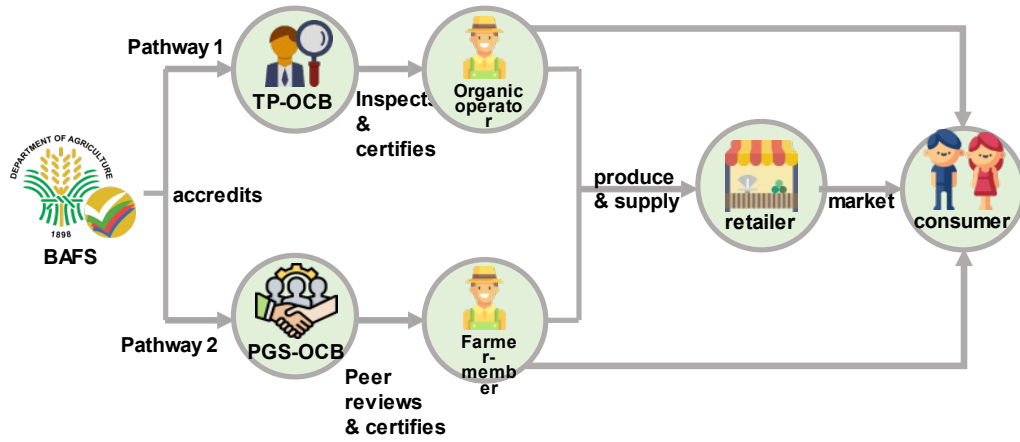 Pathway 1
TP-OCB
Inspects
&
certifies
Organic
operato
r
DEPARTMENT OF AGRICULTURE
1898
BAFS
accredits
produce
& supply
retailer
market
consumer
Pathway 2
PGS-OCB
Peer
reviews
& certifies
Farme
r-
memb
er